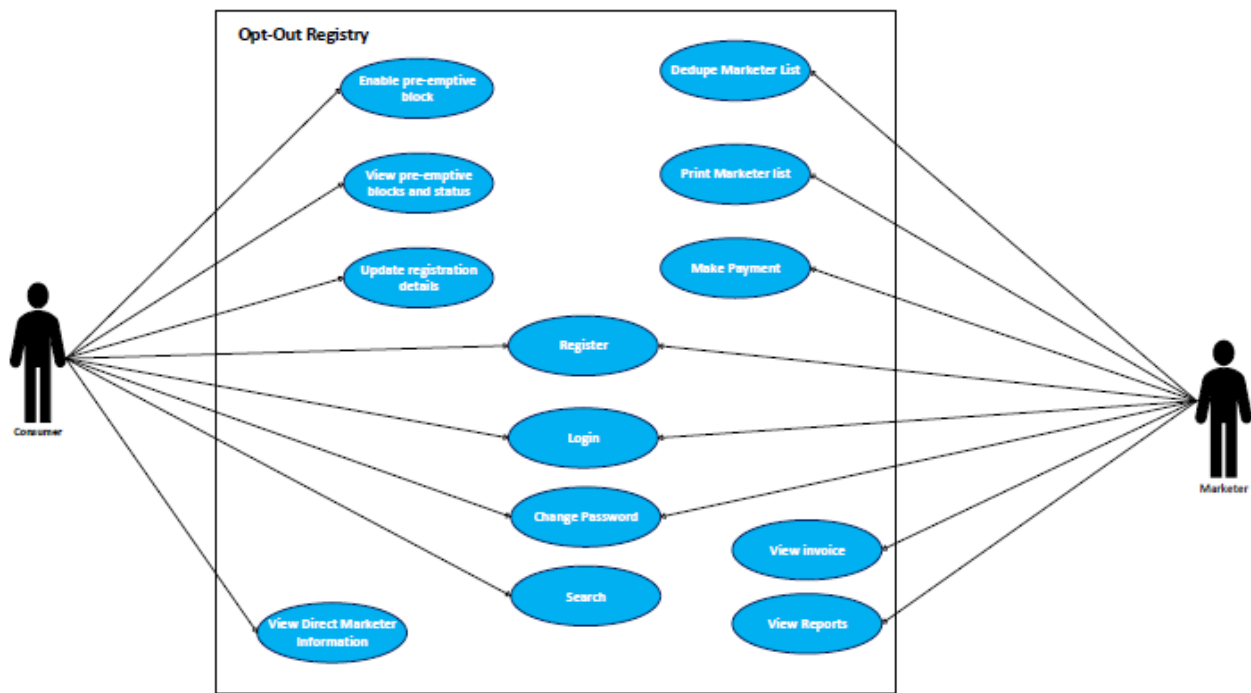 Opt-Out Registry
Enable pre-emptive
block
Dedupe Marketer List
View pre-emptive
blocks and status
Print Marketer list
Update registration
details
Make Payment
Register
Consumer
Login
Marketer
Change Password
View invoice
Search
View Direct Marketer
Information
View Reports